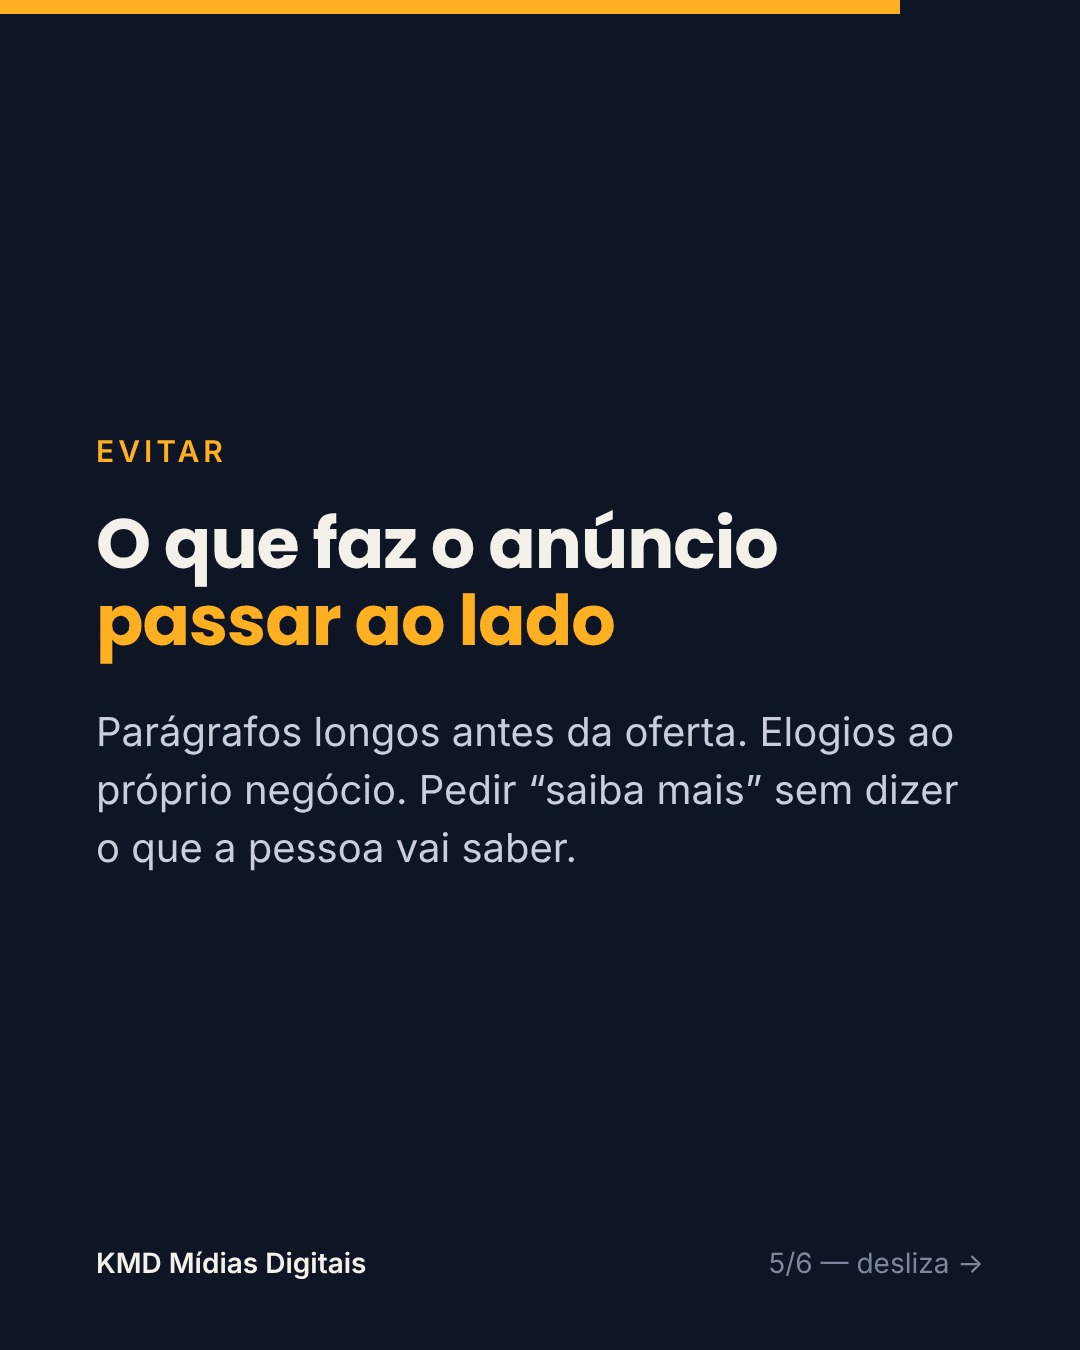 EVITAR
O que faz o anúncio
passar ao lado
Parágrafos longos antes da oferta. Elogios ao
próprio negócio. Pedir “saiba mais” sem dizer
o que a pessoa vai saber.
KMD Mídias Digitais
5/6 — desliza →